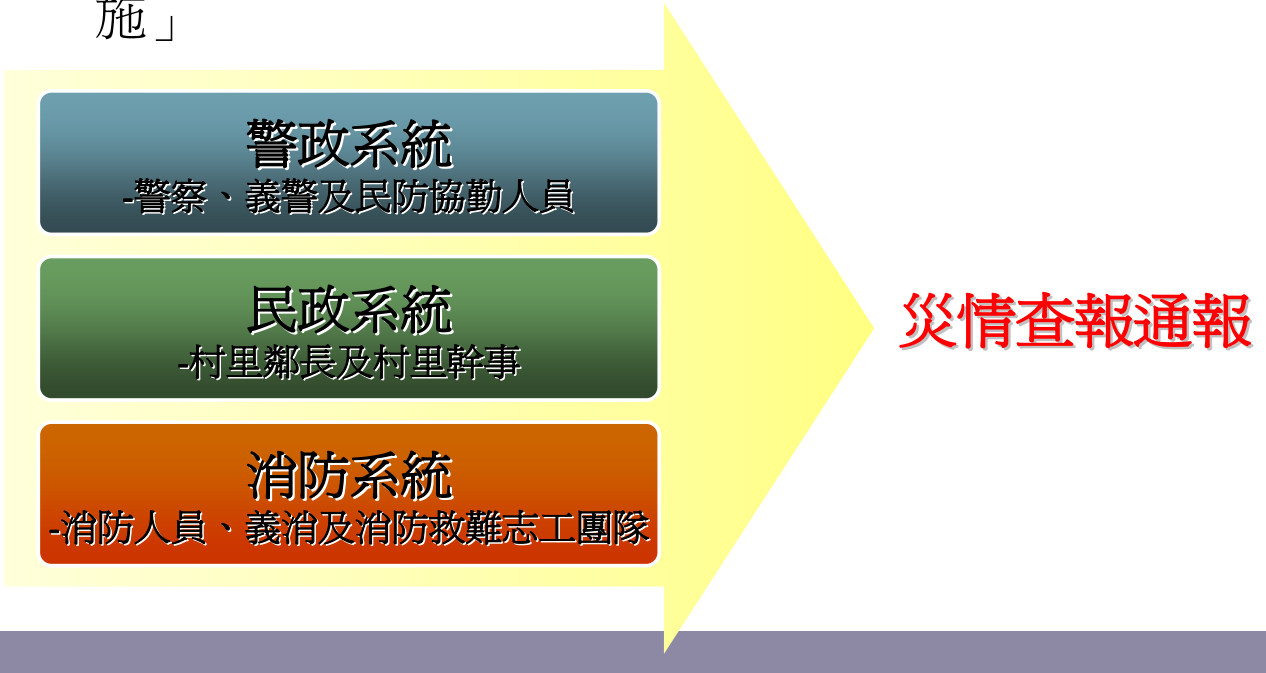 施」
警政系統
-警察、義警及民防協勤人員
民政系統
-村里鄰長及村里幹事
消防系統
-消防人員、義消及消防救難志工團隊
災情查報通報